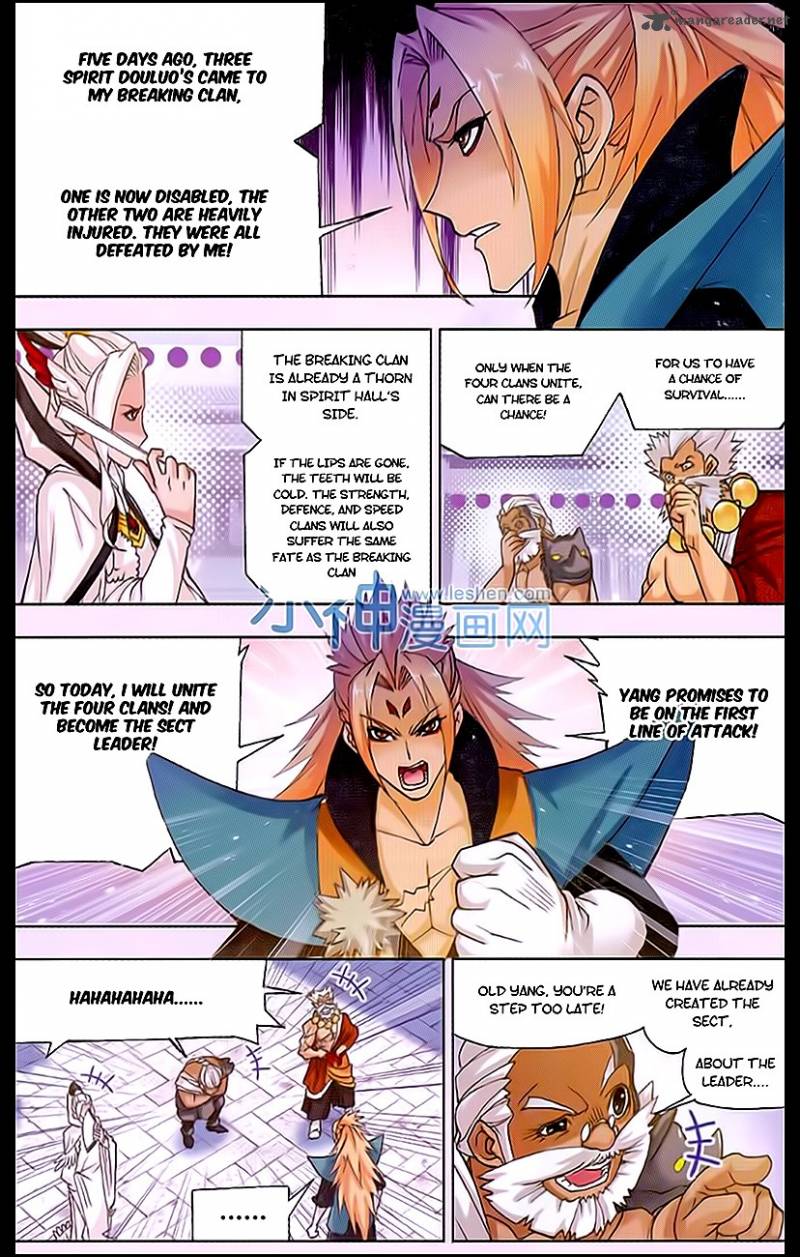 mangareader.net
FIVE DAYS AGO, THREE
SPIRIT DOULUO'S CAME TO
MY BREAKING CLAN,
ONE IS NOW DISABLED, THE
OTHER TWO ARE HEAVILY
INJURED. THEY WERE ALL
DEFEATED BY ME!
THE BREAKING CLAN
IS ALREADY A THORN
IN SPIRIT HALL'S
SIDE.
IF THE LIPS ARE GONE,
THE TEETH WILL BE
COLD. THE STRENGTH,
DEFENCE, AND SPEED
CLANS WILL ALSO
SUFFER THE SAME
FATE AS THE BREAKING
CLAN
ONLY WHEN THE
FOUR CLANS UNITE,
CAN THERE BE A
CHANCE!
FOR US TO HAVE
A CHANCE OF
SURVIVAL......
www.leshen.com
小神漫画网
SO TODAY, I WILL UNITE
THE FOUR CLANS! AND
BECOME THE SECT
LEADER!
YANG PROMISES TO
BE ON THE FIRST
LINE OF ATTACK!
HAHAHAHAHA......
......
OLD YANG, YOU'RE A
STEP TOO LATE!
WE HAVE ALREADY
CREATED THE
SECT,
ABOUT THE
LEADER....